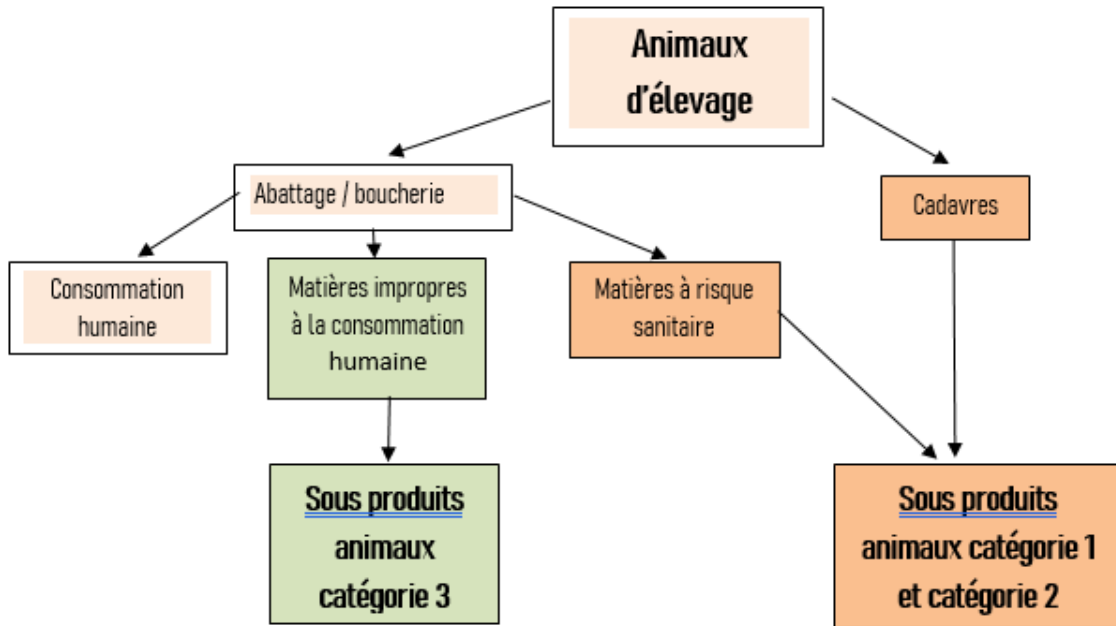 Animaux
d'élevage
Abattage / boucherie
Cadavres
Consommation
humaine
Matières impropres
à la consommation
humaine
Matières à risque
sanitaire
Sous produits
animaux
catégorie 3
Sous produits
animaux catégorie 1
et catégorie 2